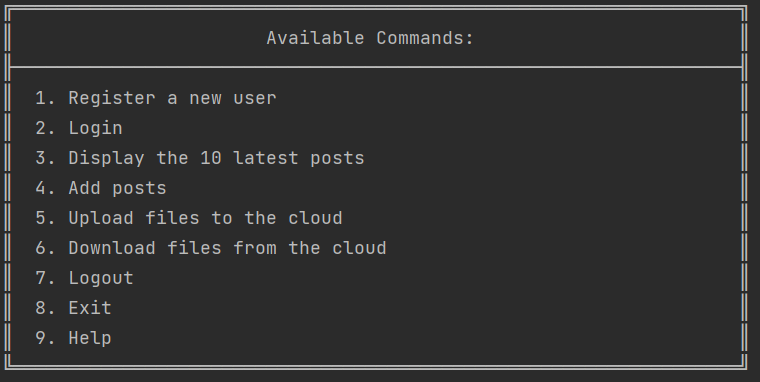 Available Commands:
1. Register a new user
2. Login
3. Display the 10 latest posts
4. Add posts
5. Upload files to the cloud
6. Download files from the cloud
7. Logout
8. Exit
9. Help